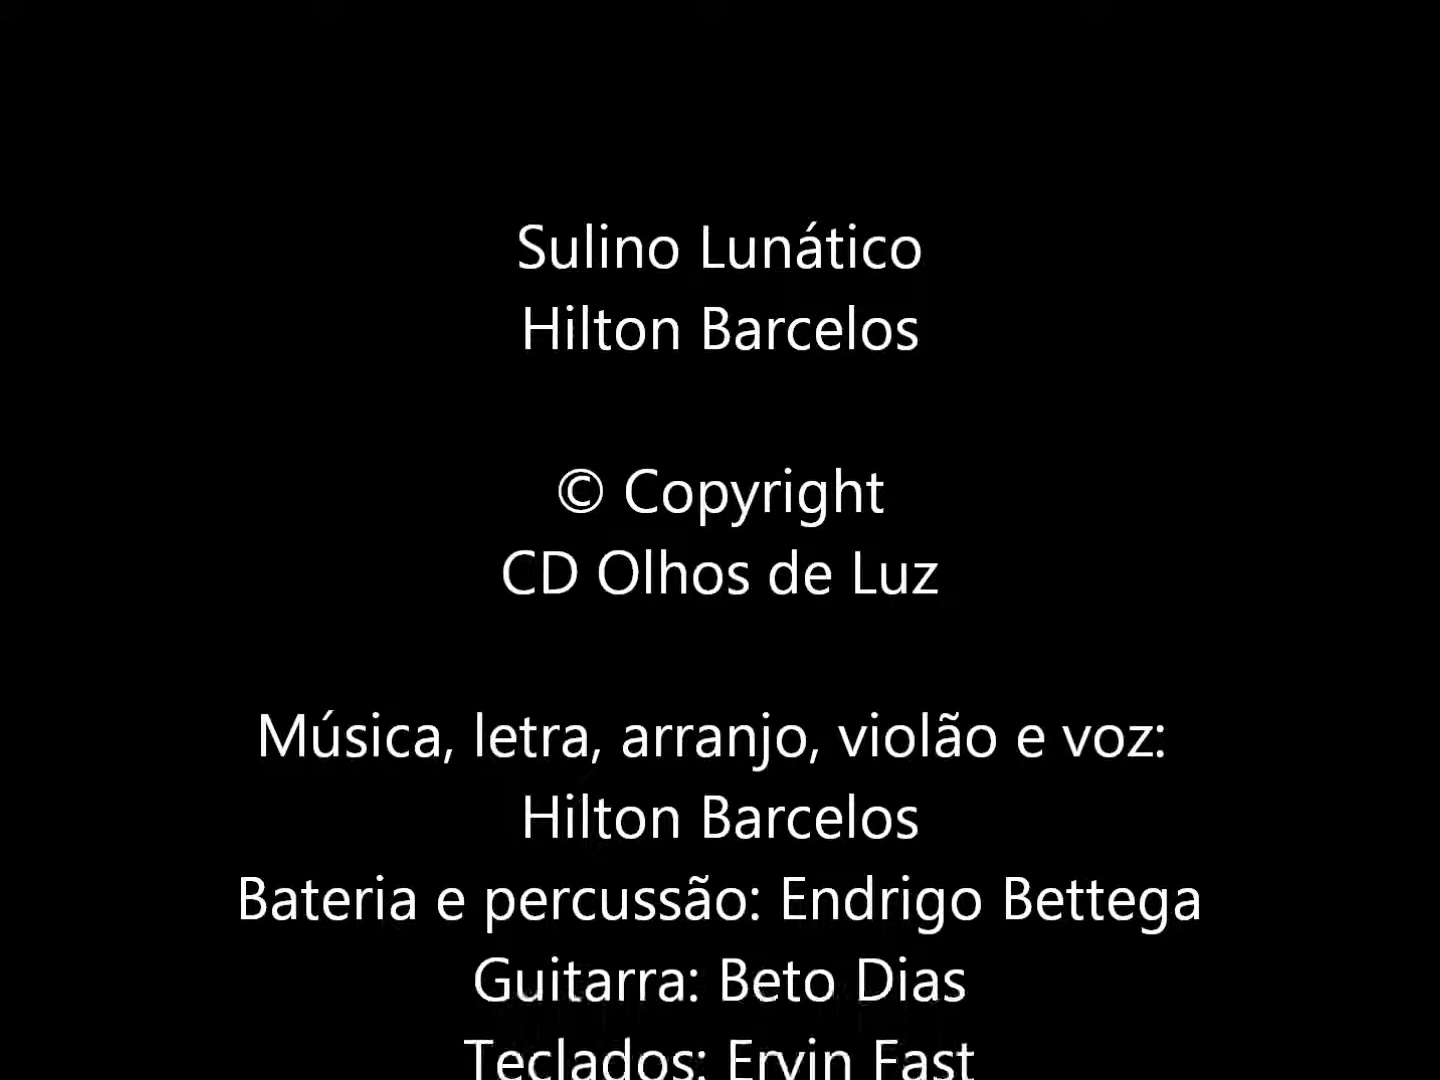 Sulino Lunático
Hilton Barcelos
© Copyright
CD Olhos de Luz
Música, letra, arranjo, violão e voz:
Hilton Barcelos
Bateria e percussão: Endrigo Bettega
Guitarra: Beto Dias
Teclados: Ervin Fast